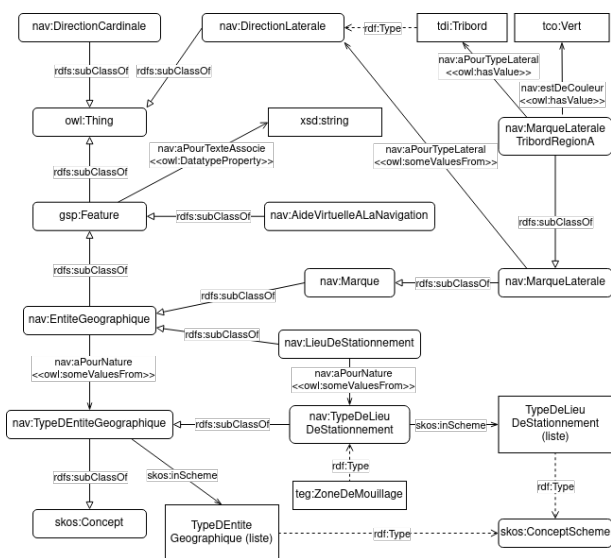 nav:DirectionCardinale
nav:DirectionLaterale
rdf:Type
tdi:Tribord
tco:Vert
rdfs:subClassOf
rdfs:subClassOf
nav:aPourTypeLateral
<<owl:hasValue>>
nav:estDeCouleur
<<owl:hasValue>>
owl:Thing
xsd:string
nav:MarqueLaterale
TribordRegionA
nav:aPourTexteAssocie
<<owl:DatatypeProperty>>
nav:aPourTypeLateral
<<owl:someValuesFrom>>
rdfs:subClassOf
gsp:Feature
rdfs:subClassOf
nav:AideVirtuelleALaNavigation
rdfs:subClassOf
rdfs:subClassOf
nav:Marque
rdfs:subClassOf
nav:MarqueLaterale
rdfs:subClassOf
nav:EntiteGeographique
rdfs:subClassOf
nav:LieuDeStationnement
nav:aPourNature
<<owl:someValuesFrom>>
nav:aPourNature
<<owl:someValuesFrom>>
nav:TypeDEntiteGeographique
rdfs:subClassOf
nav:TypeDeLieu
DeStationnement
skos:inScheme
TypeDeLieu
DeStationnement
(liste)
rdfs:subClassOf
skos:inScheme
rdf:Type
rdf:Type
teg:ZoneDeMouillage
skos:Concept
TypeDEntite
Geographique (liste)
rdf:Type
skos:ConceptScheme